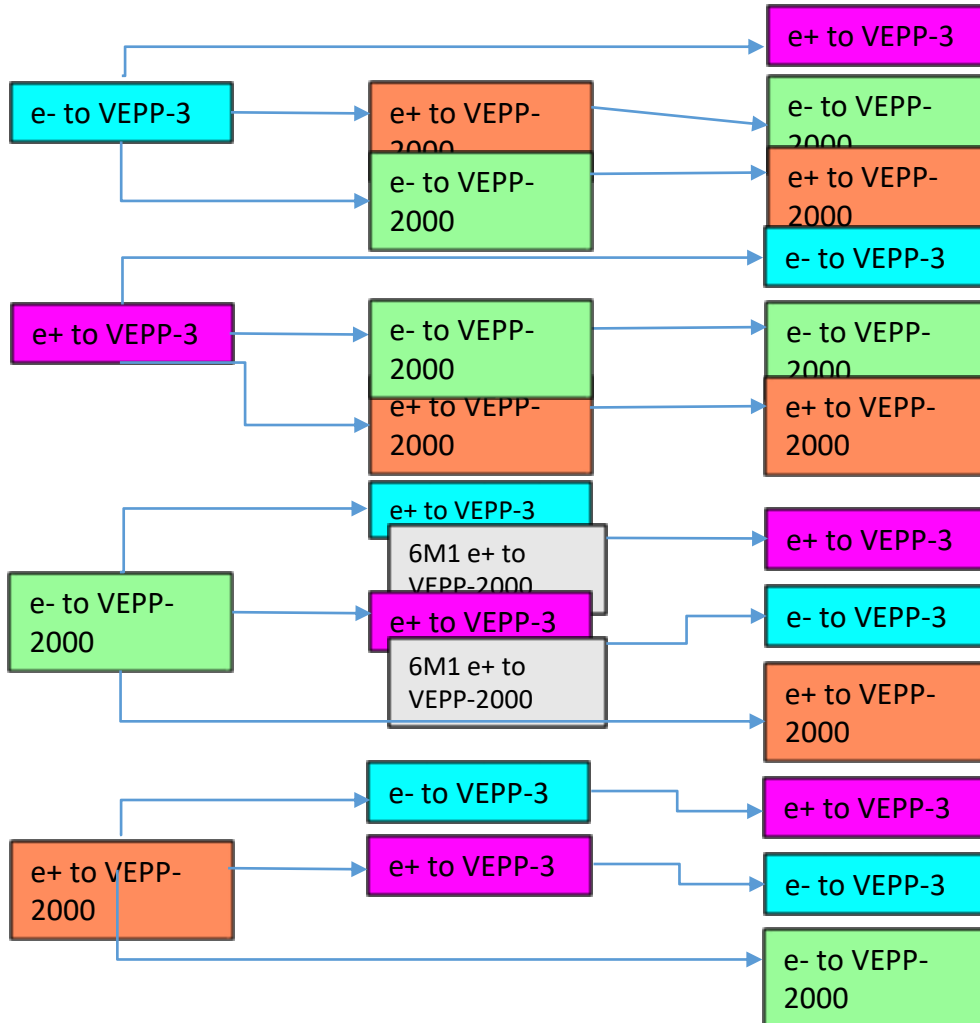 e+ to VEPP-3
e- to VEPP-3
e+ to VEPP-
2000
e- to VEPP-
2000
e- to VEPP-
2000
e+ to VEPP-
2000
e- to VEPP-3
e+ to VEPP-3
e- to VEPP-
2000
e- to VEPP-
2000
e+ to VEPP-
2000
e+ to VEPP-
2000
e+ to VEPP-3
6M1 e+ to
VEPP-2000
e+ to VEPP-3
e- to VEPP-
2000
e+ to VEPP-3
6M1 e+ to
VEPP-2000
e- to VEPP-3
e+ to VEPP-
2000
e- to VEPP-3
e+ to VEPP-3
e+ to VEPP-
2000
e+ to VEPP-3
e- to VEPP-3
e- to VEPP-
2000